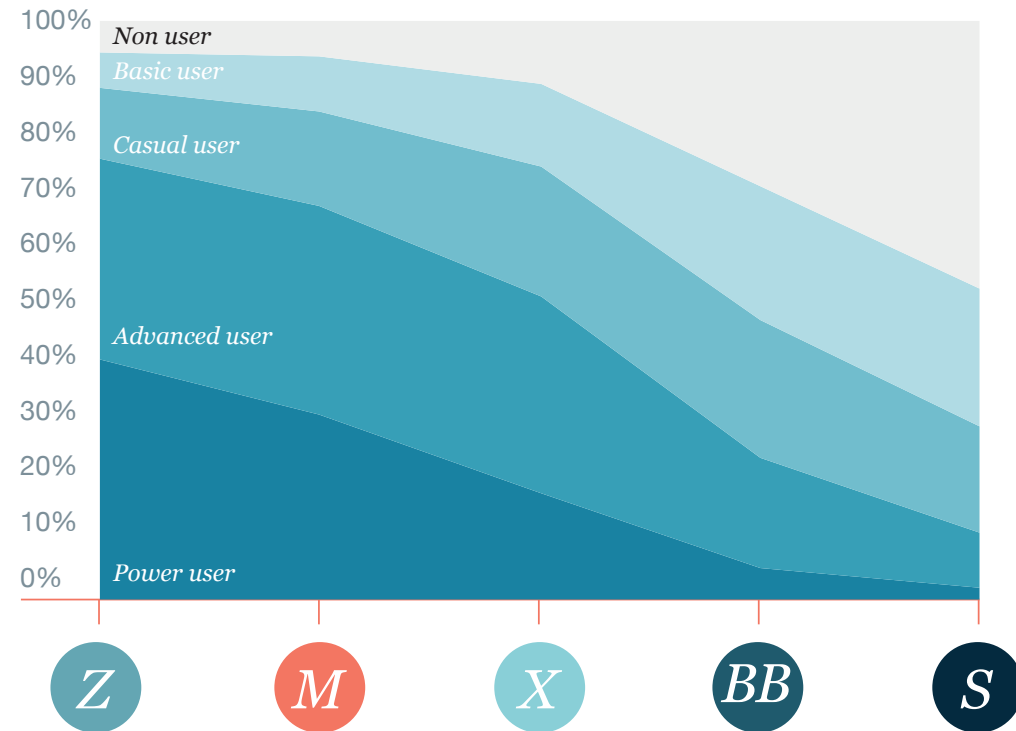 100%
Non user
90%
Basic user
80%
Casual user
70%
60%
50%
Advanced user
40%
30%
20%
10%
Power user
0%
Z M X BB S